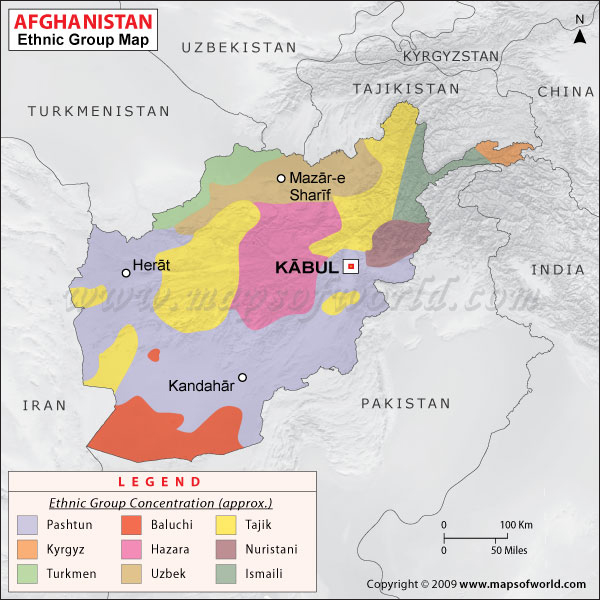 AFGHANISTAN
Ethnic Group Map
N
UZBEKISTAN
KYRGYZSTAN
TAJIKISTAN
CHINA
TURKMENISTAN
Mazār-e
Sharīf
Herāt
KĀBUL
INDIA
www.mapsofworld.com
Kandahār
IRAN
PAKISTAN
LEGEND
Ethnic Group Concentration (approx.)
Pashtun Baluchi Tajik
Kyrgyz Hazara Nuristani
Turkmen Uzbek Ismaili
0 100 Km
0 50 Miles
Copyright © 2009 www.mapsofworld.com